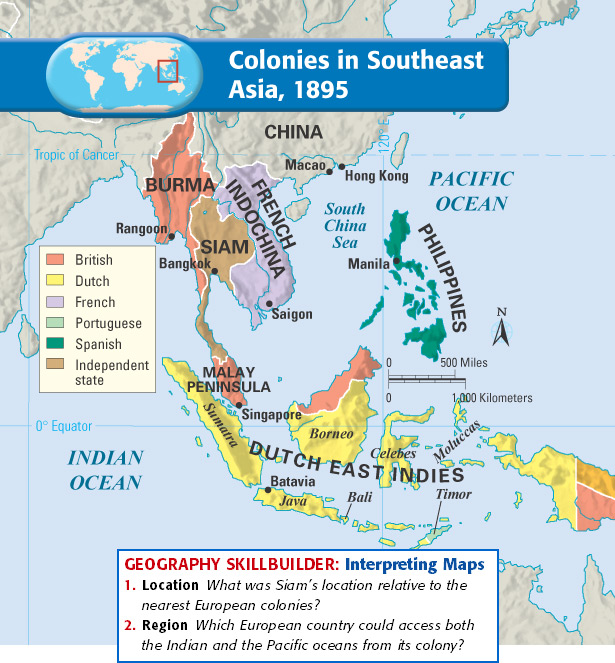 Colonies in Southeast
Asia, 1895
CHINA
120° E
Tropic of Cancer
Macao
Hong Kong
PACIFIC
OCEAN
BURMA
FRENCH
INDOCHINA
South
China
Sea
Rangoon
SIAM
Bangkok
Manila
PHILIPPINES
British
Dutch
French
Portuguese
Spanish
Independent
state
Saigon
N
0 500 Miles
0 1,000 Kilometers
MALAY
PENINSULA
Singapore
0° Equator
Sumatra
Borneo
Celebes
Moluccas
DUTCH EAST INDIES
INDIAN
OCEAN
Batavia
Java
Bali
Timor
GEOGRAPHY SKILLBUILDER: Interpreting Maps
1. Location What was Siam's location relative to the
nearest European colonies?
2. Region Which European country could access both
the Indian and the Pacific oceans from its colony?